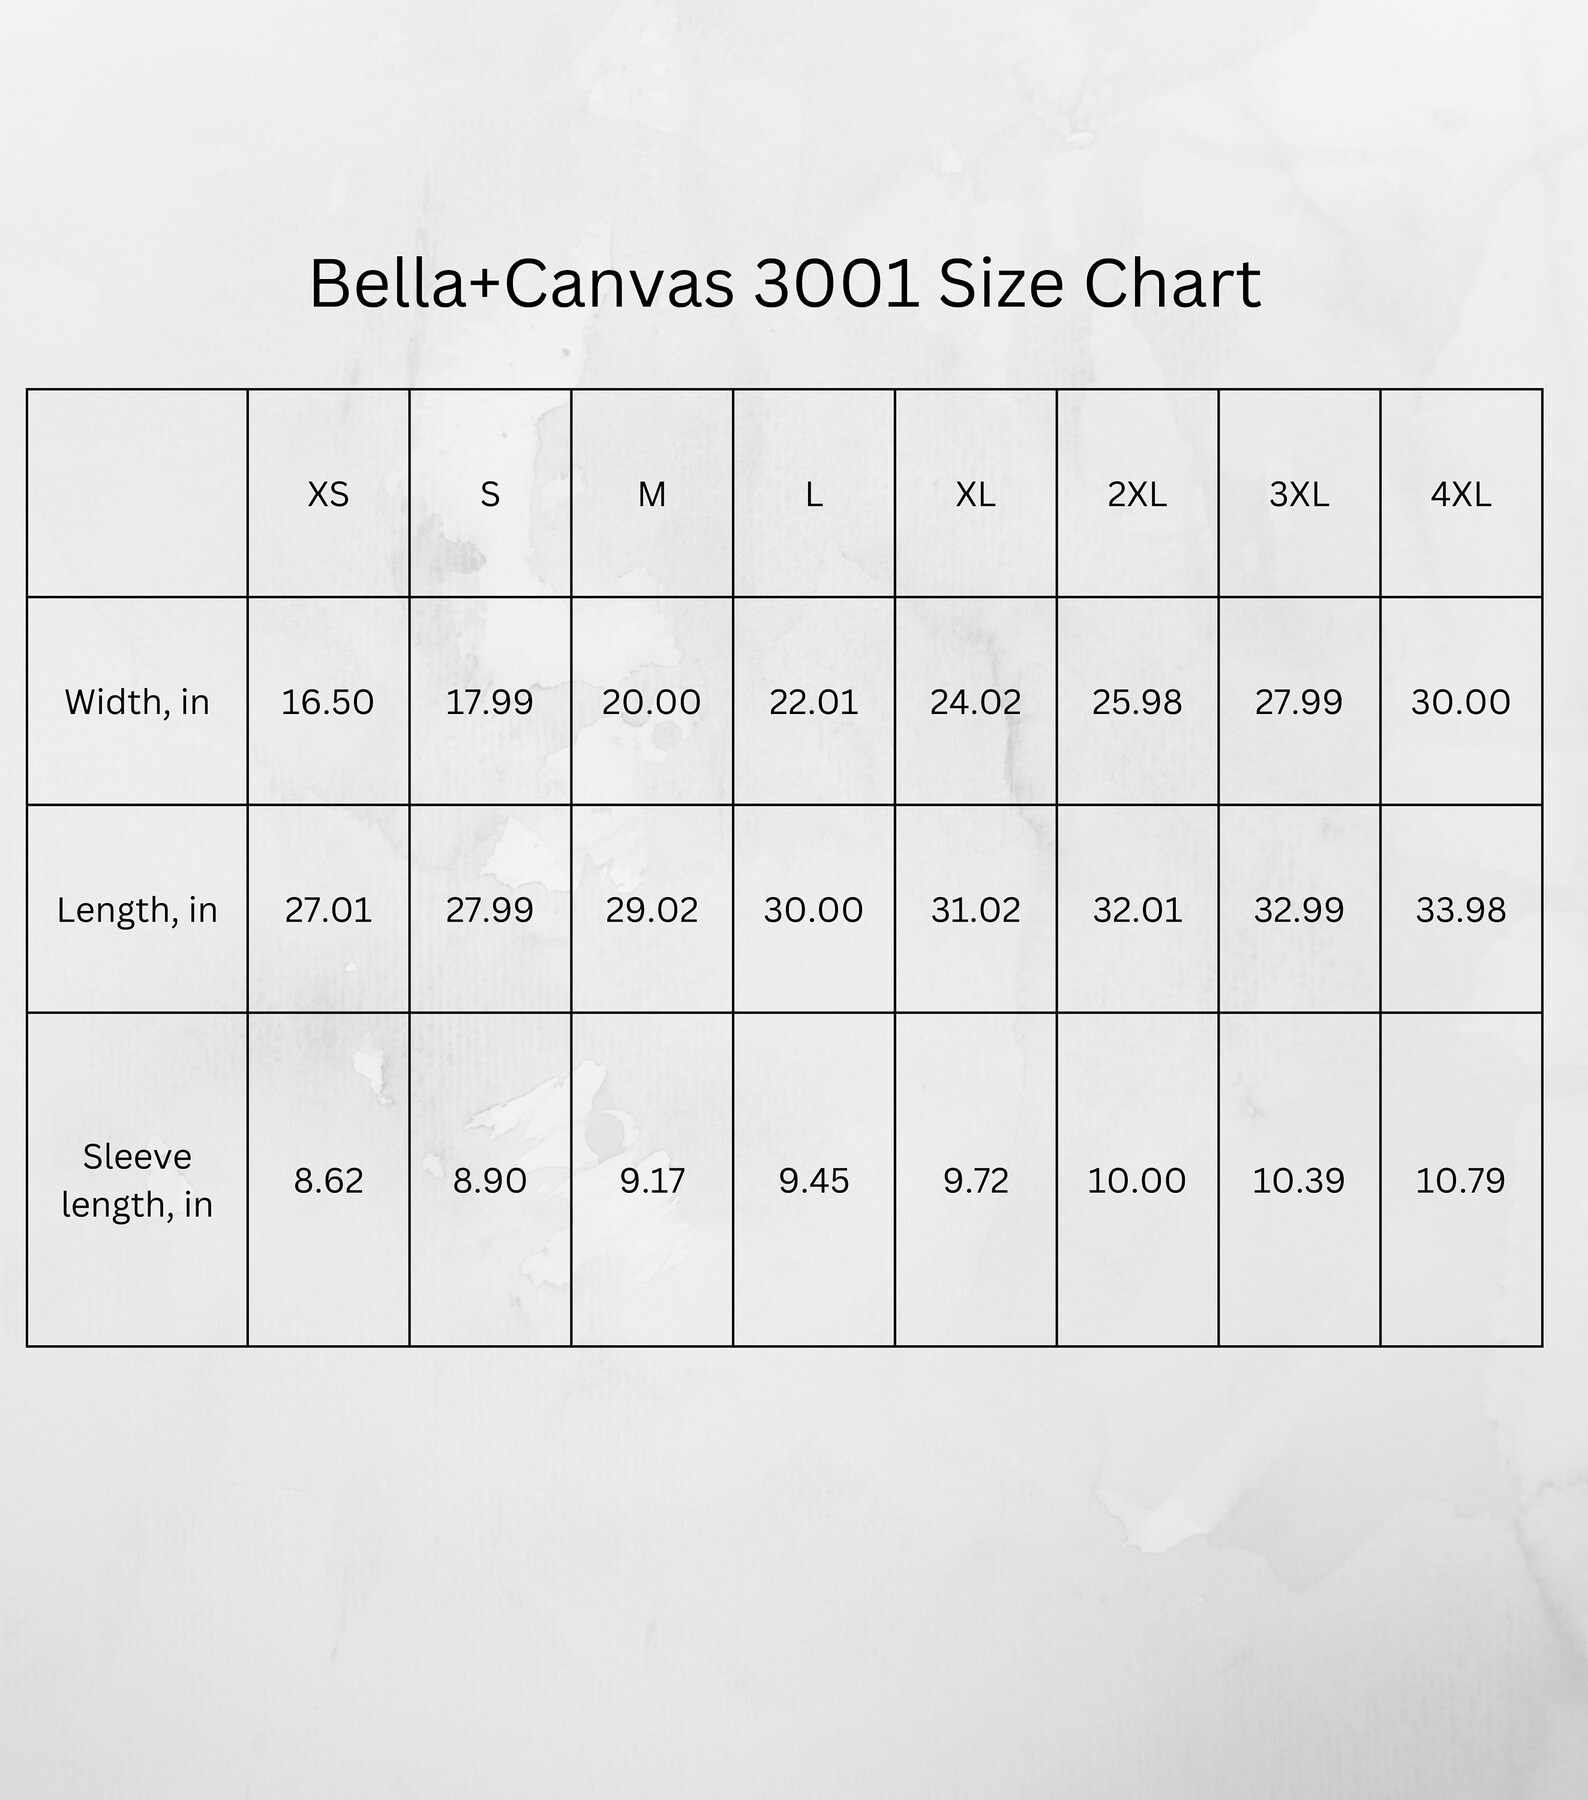 Bella+Canvas 3001 Size Chart
XS S M L XL 2XL 3XL 4XL
Width, in 16.50 17.99 20.00 22.01 24.02 25.98 27.99 30.00
Length, in 27.01 27.99 29.02 30.00 31.02 32.01 32.99 33.98
Sleeve
length, in 8.62 8.90 9.17 9.45 9.72 10.00 10.39 10.79